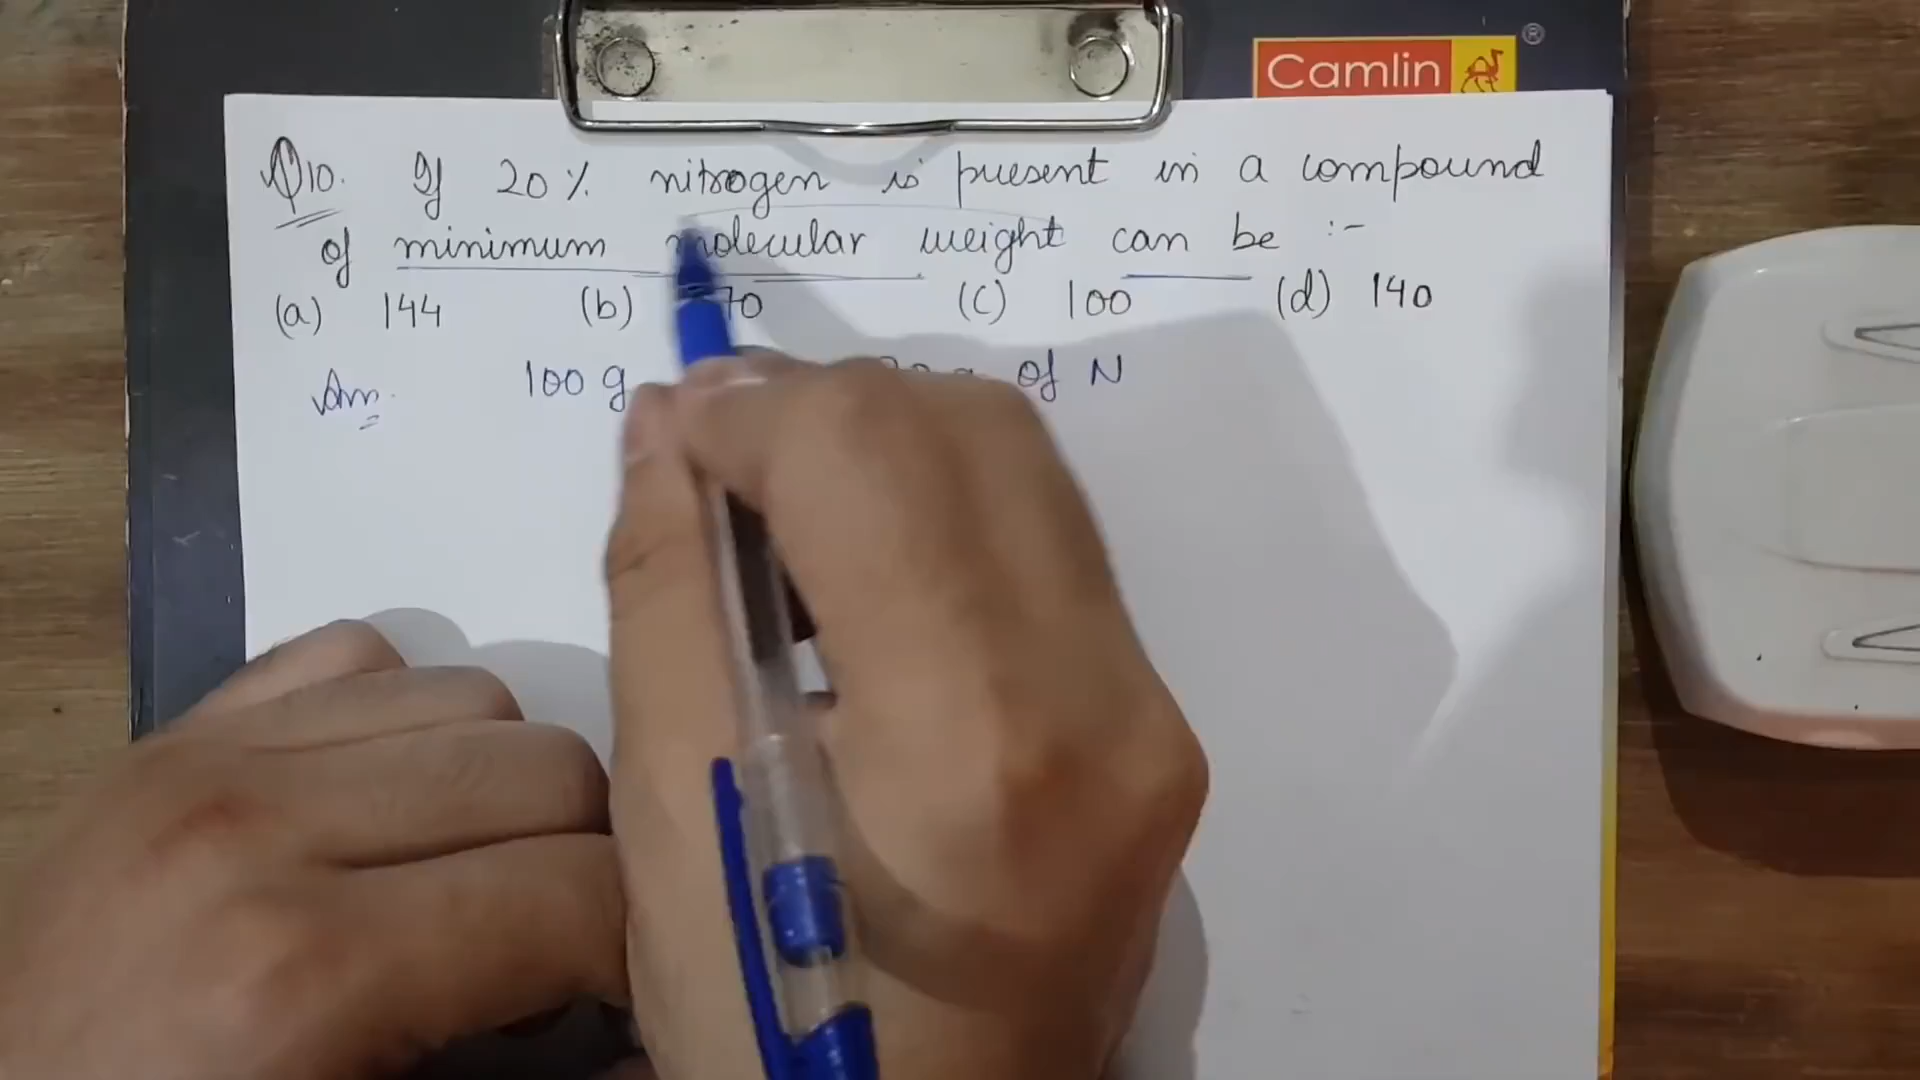 Camlin ®
Q10. If 20% nitrogen is present in a compound
of minimum molecular weight can be :-
(a) 144 (b) 70 (c) 100 (d) 140
Ans. 100 g of N